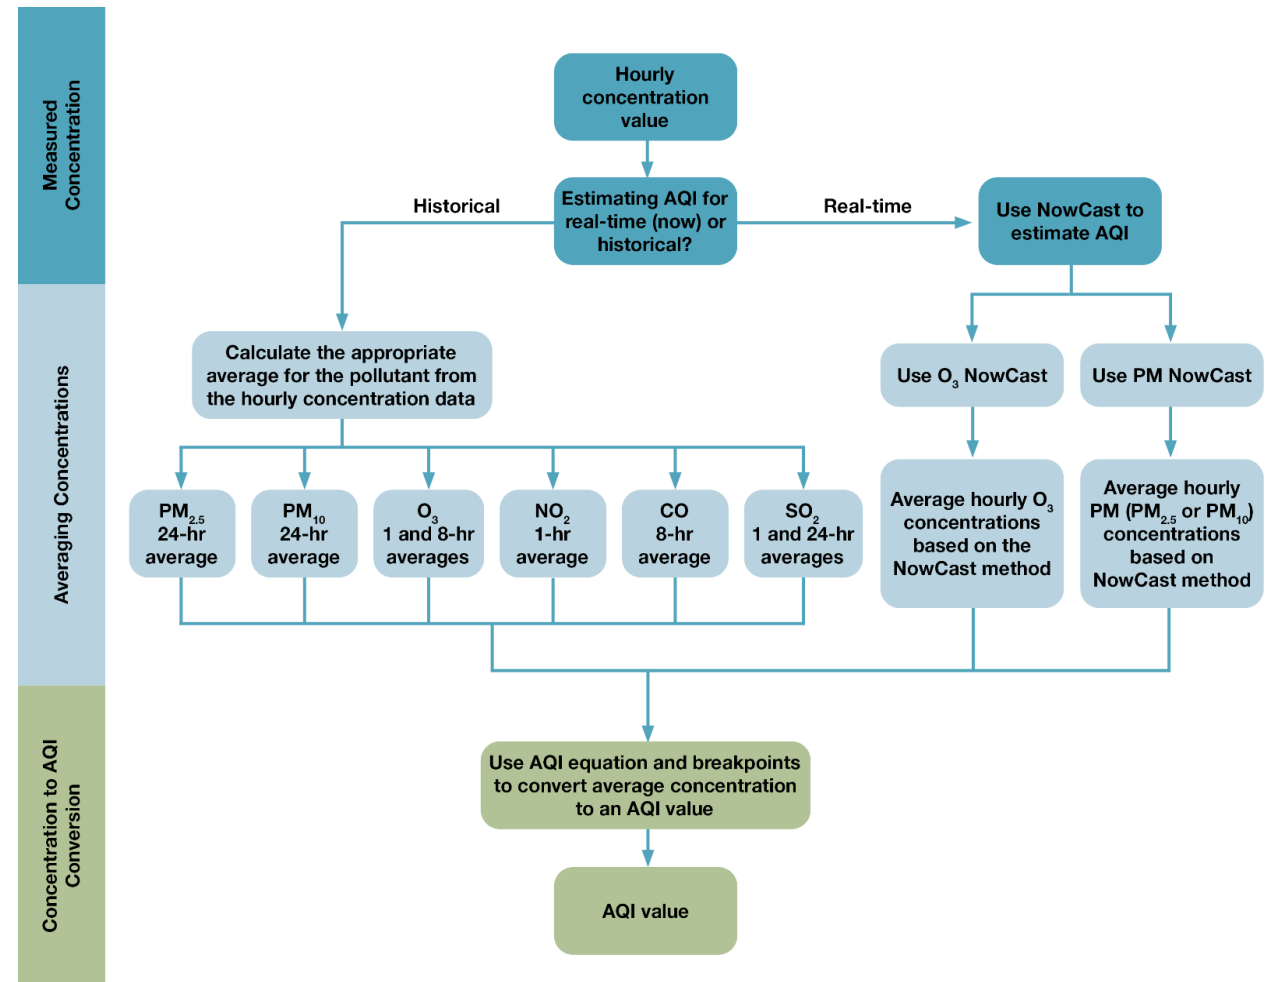 Measured
Concentration
Hourly
concentration
value
Estimating AQI for
real-time (now) or
historical?
Historical
Real-time
Use NowCast to
estimate AQI
Averaging Concentrations
Calculate the appropriate
average for the pollutant from
the hourly concentration data
Use O₃ NowCast
Use PM NowCast
PM₂.₅
24-hr
average
PM₁₀
24-hr
average
O₃
1 and 8-hr
averages
NO₂
1-hr
average
CO
8-hr
average
SO₂
1 and 24-hr
averages
Average hourly O₃
concentrations
based on the
NowCast method
Average hourly
PM (PM₂.₅ or PM₁₀)
concentrations
based on
NowCast method
Concentration to AQI
Conversion
Use AQI equation and breakpoints
to convert average concentration
to an AQI value
AQI value